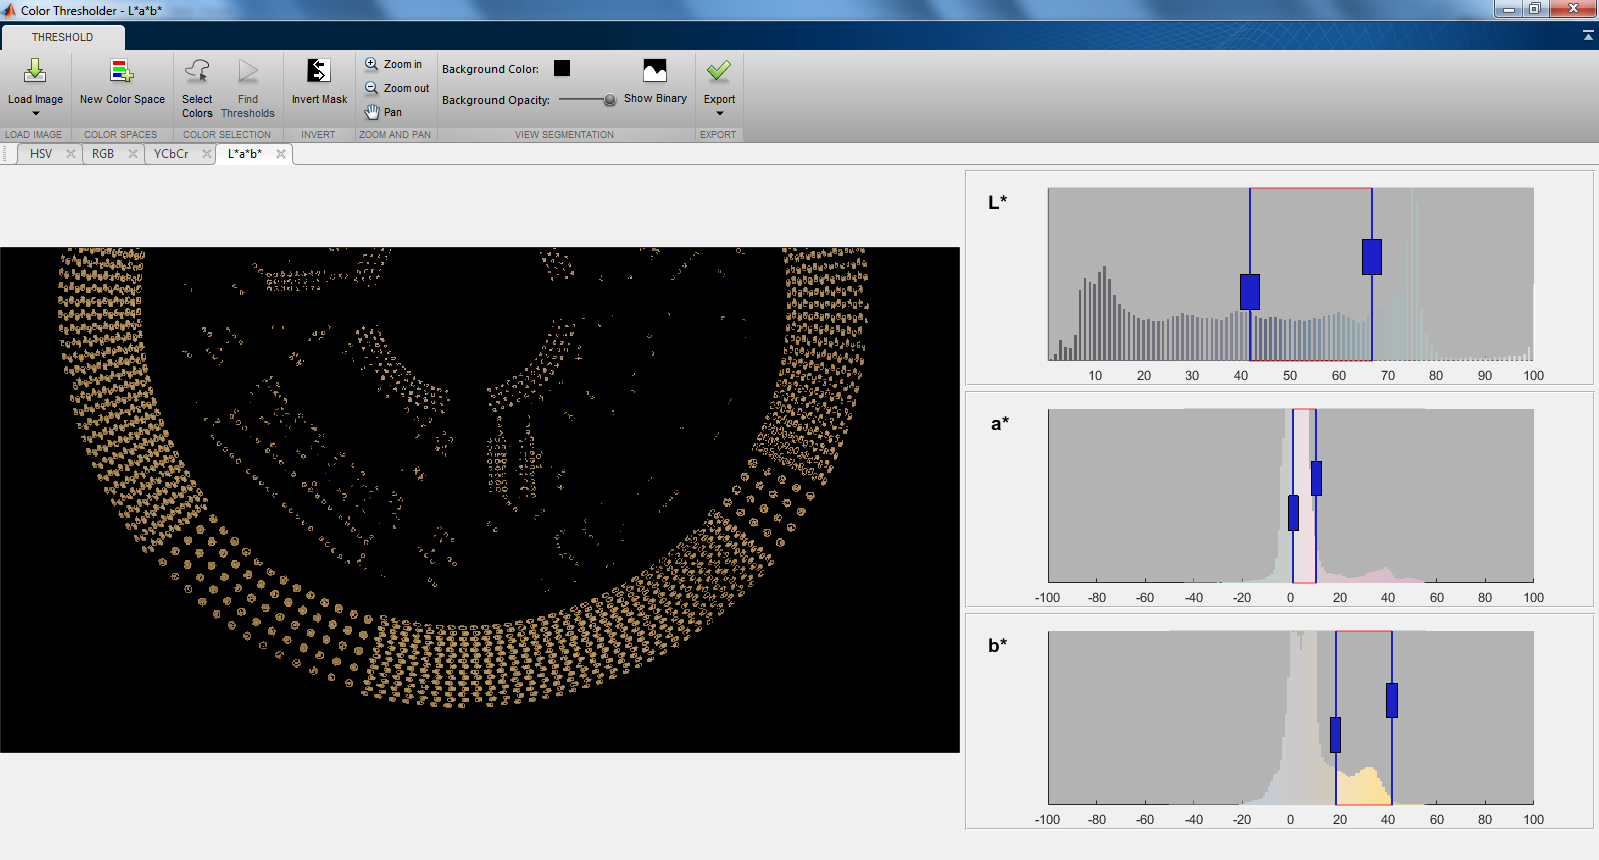 Color Thresholder - L*a*b*
THRESHOLD
Load Image
New Color Space
Select
Colors
Find
Thresholds
Invert Mask
Zoom in
Zoom out
Pan
Background Color:
Background Opacity:
Show Binary
Export
LOAD IMAGE
COLOR SPACES
COLOR SELECTION
INVERT
ZOOM AND PAN
VIEW SEGMENTATION
EXPORT
HSV
RGB
YCbCr
L*a*b*
L*
10 20 30 40 50 60 70 80 90 100
a*
-100 -80 -60 -40 -20 0 20 40 60 80 100
b*
-100 -80 -60 -40 -20 0 20 40 60 80 100